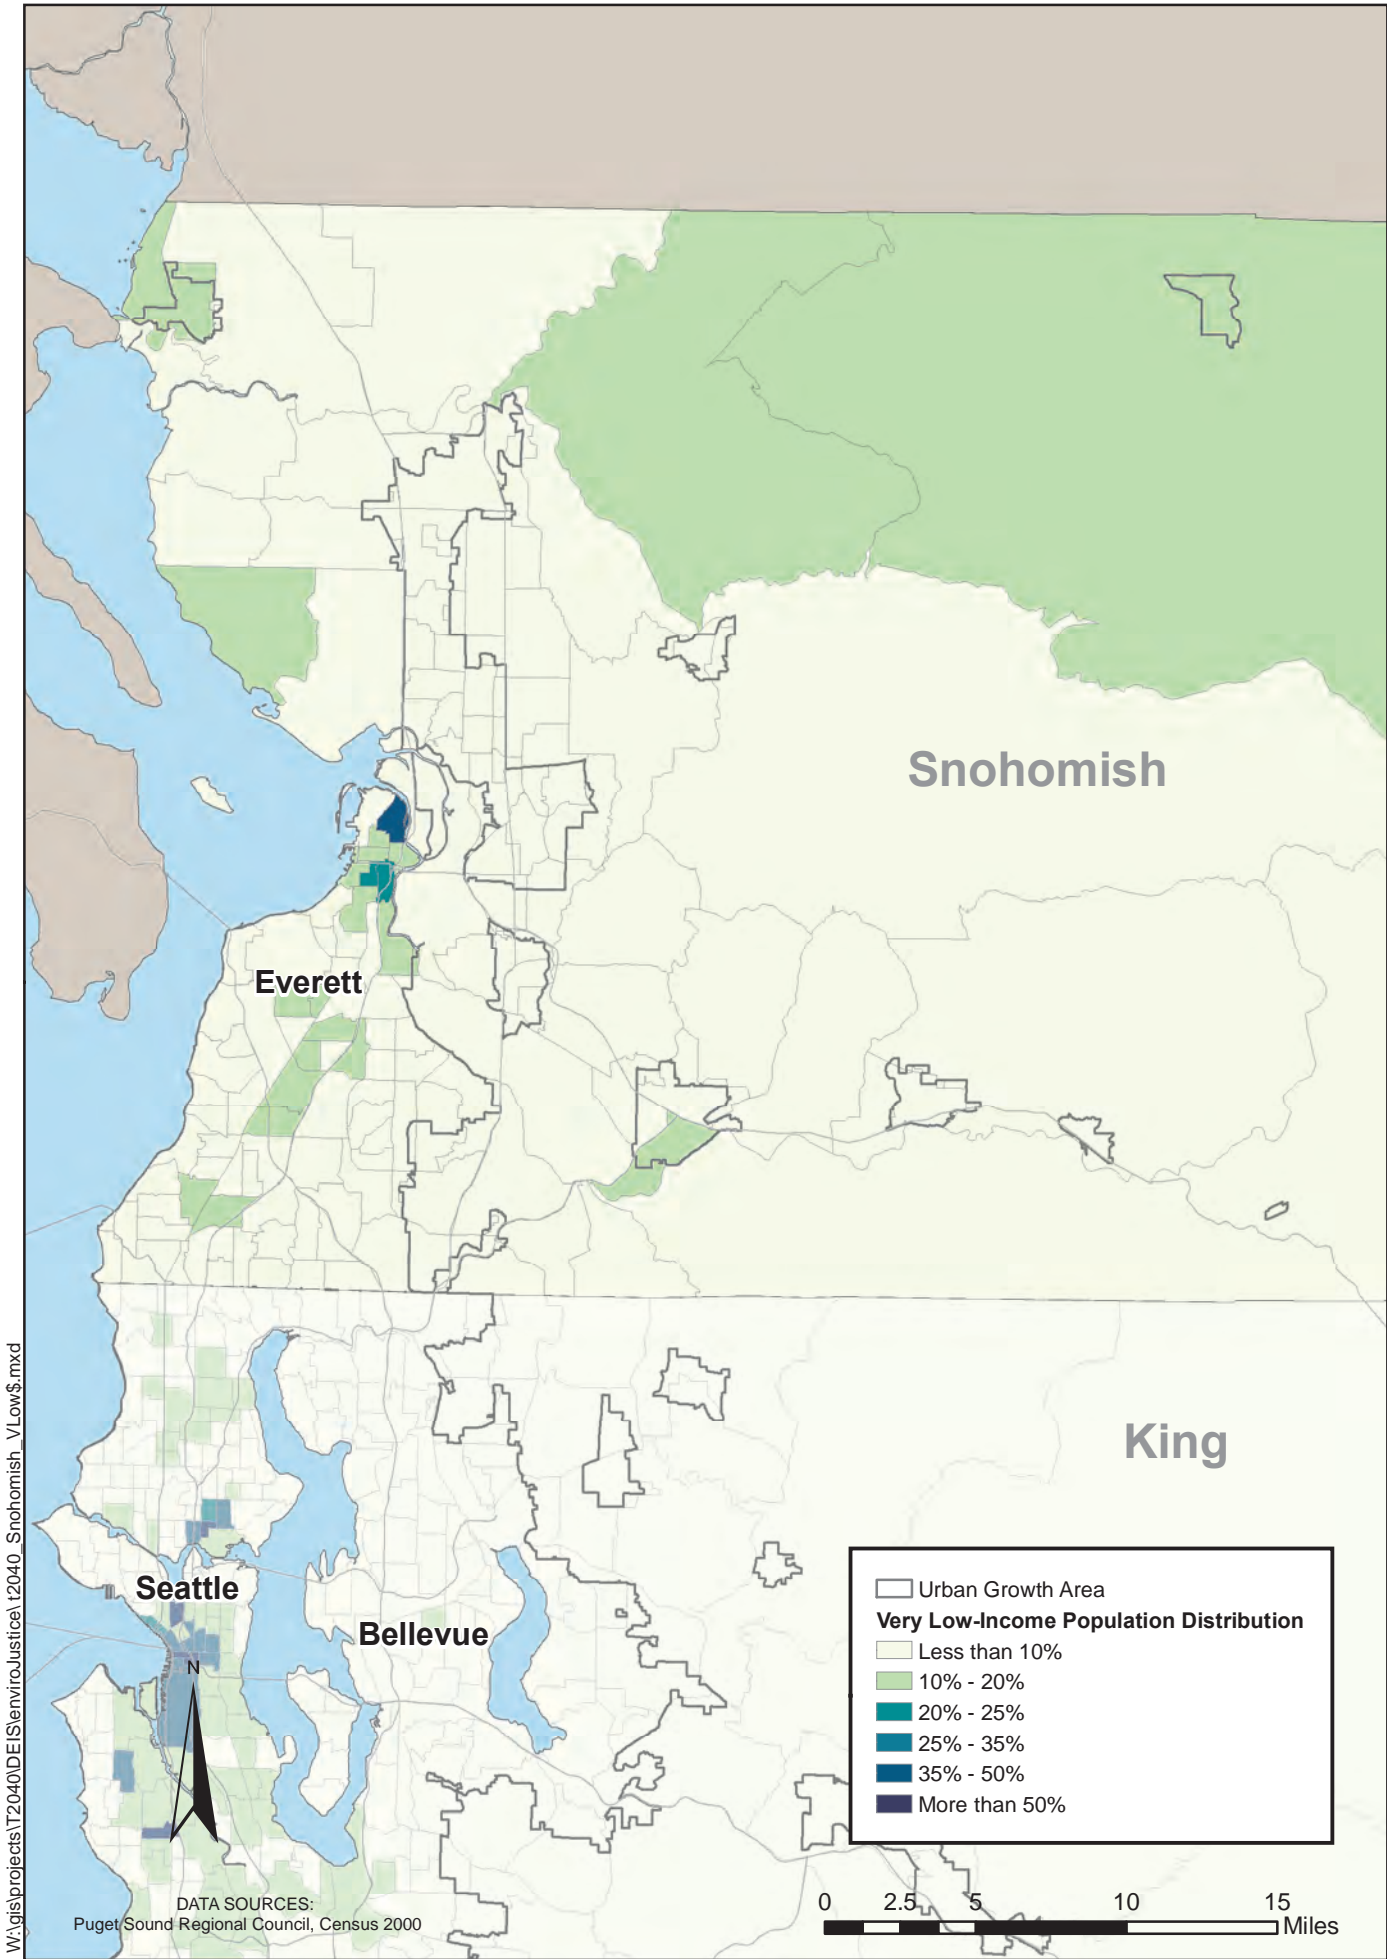 Snohomish
Everett
King
Seattle
Bellevue
N
Urban Growth Area
Very Low-Income Population Distribution
Less than 10%
10% - 20%
20% - 25%
25% - 35%
35% - 50%
More than 50%
DATA SOURCES:
Puget Sound Regional Council, Census 2000
0 2.5 5 10 15
Miles
W:\gis\projects\T2040\DEIS\enviroJustice\t2040_Snohomish_VLow$.mxd